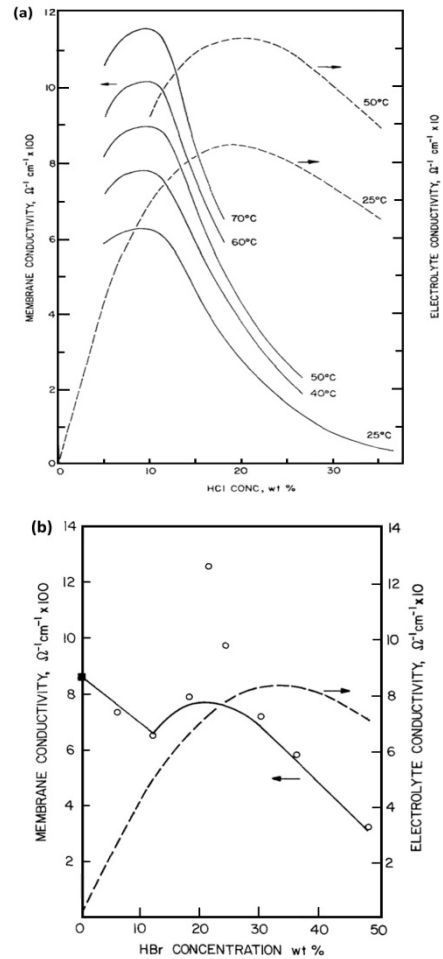 (a)
12
10
8
6
4
2
0
0
10
20
30
MEMBRANE CONDUCTIVITY, Ω⁻¹ cm⁻¹ x 100
ELECTROLYTE CONDUCTIVITY, Ω⁻¹ cm⁻¹ x 10
HCl CONC, wt %
50°C
25°C
70°C
60°C
50°C
40°C
25°C
(b)
14
12
10
8
6
4
2
0
10
20
30
40
50
14
12
10
8
6
4
2
MEMBRANE CONDUCTIVITY, Ω⁻¹cm⁻¹ x 100
ELECTROLYTE CONDUCTIVITY, Ω⁻¹cm⁻¹ x 10
HBr CONCENTRATION wt %